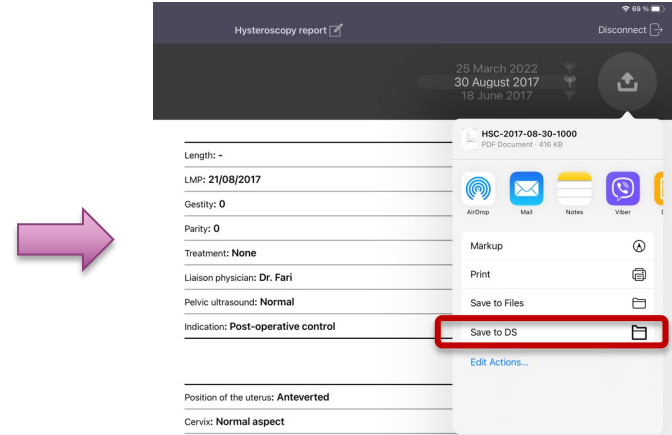 69 %
Hysteroscopy report
Disconnect
25 March 2022
30 August 2017
18 June 2017
HSC-2017-08-30-1000
PDF Document · 416 KB
Length: -
LMP: 21/08/2017
Gestity: 0
Parity: 0
Treatment: None
Liaison physician: Dr. Fari
Pelvic ultrasound: Normal
Indication: Post-operative control
Position of the uterus: Anteverted
Cervix: Normal aspect
AirDrop Mail Notes Viber
Markup
Print
Save to Files
Save to DS
Edit Actions...